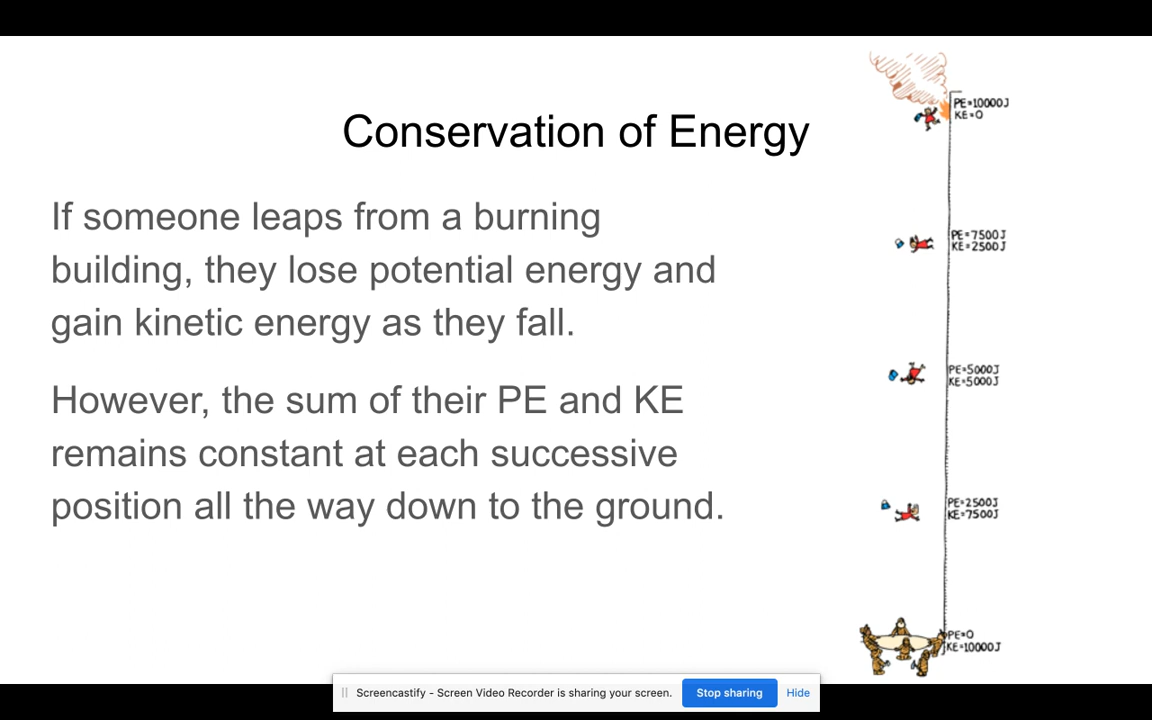 Conservation of Energy
If someone leaps from a burning
building, they lose potential energy and
gain kinetic energy as they fall.
However, the sum of their PE and KE
remains constant at each successive
position all the way down to the ground.
PE=10000J
KE=0
PE=7500J
KE=2500J
PE=5000J
KE=5000J
PE=2500J
KE=7500J
PE=0
KE=10000J
Screencastify - Screen Video Recorder is sharing your screen.
Stop sharing
Hide